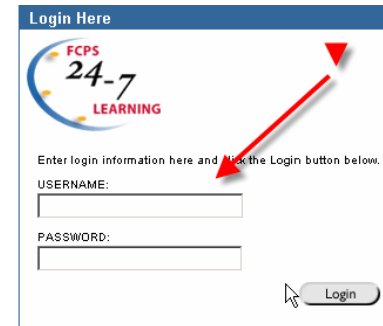 Login Here
FCPS
24-7
LEARNING
Enter login information here and click the Login button below.
USERNAME:
PASSWORD:
Login